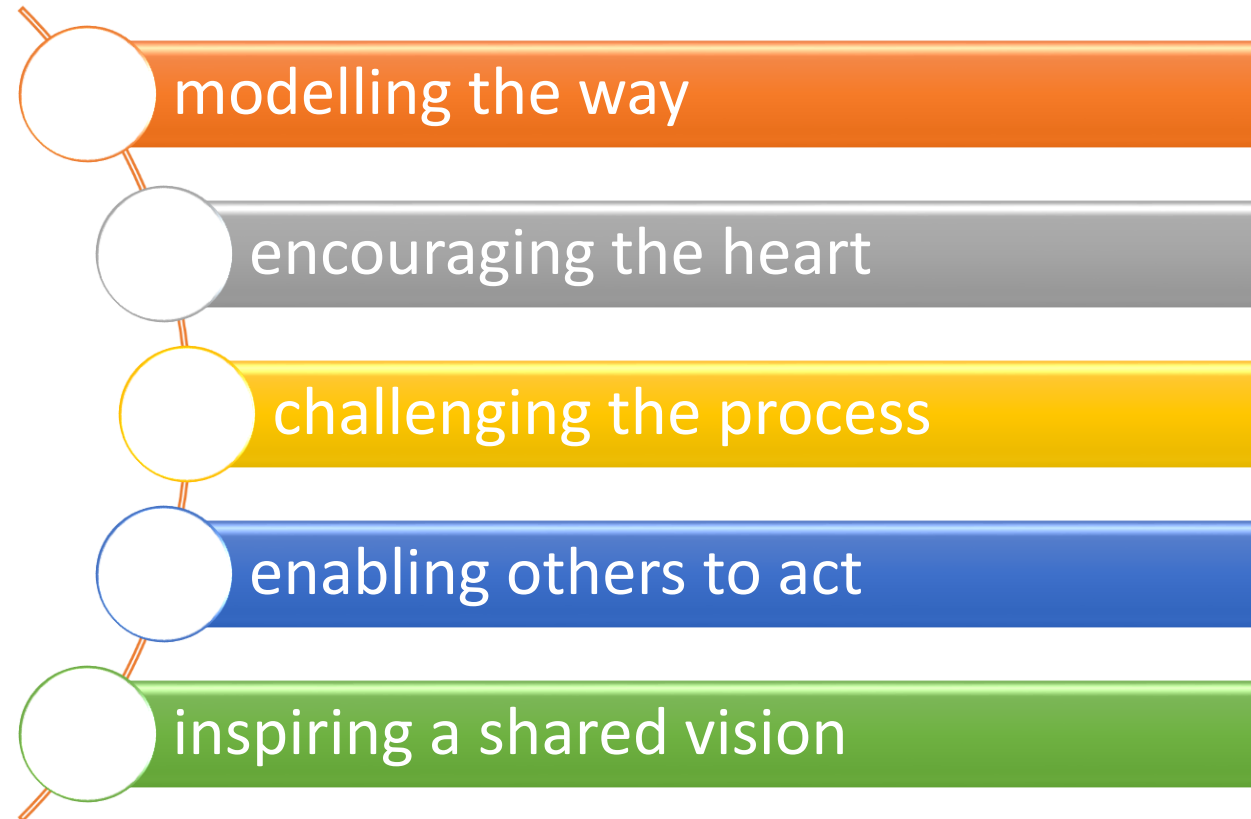 modelling the way
encouraging the heart
challenging the process
enabling others to act
inspiring a shared vision